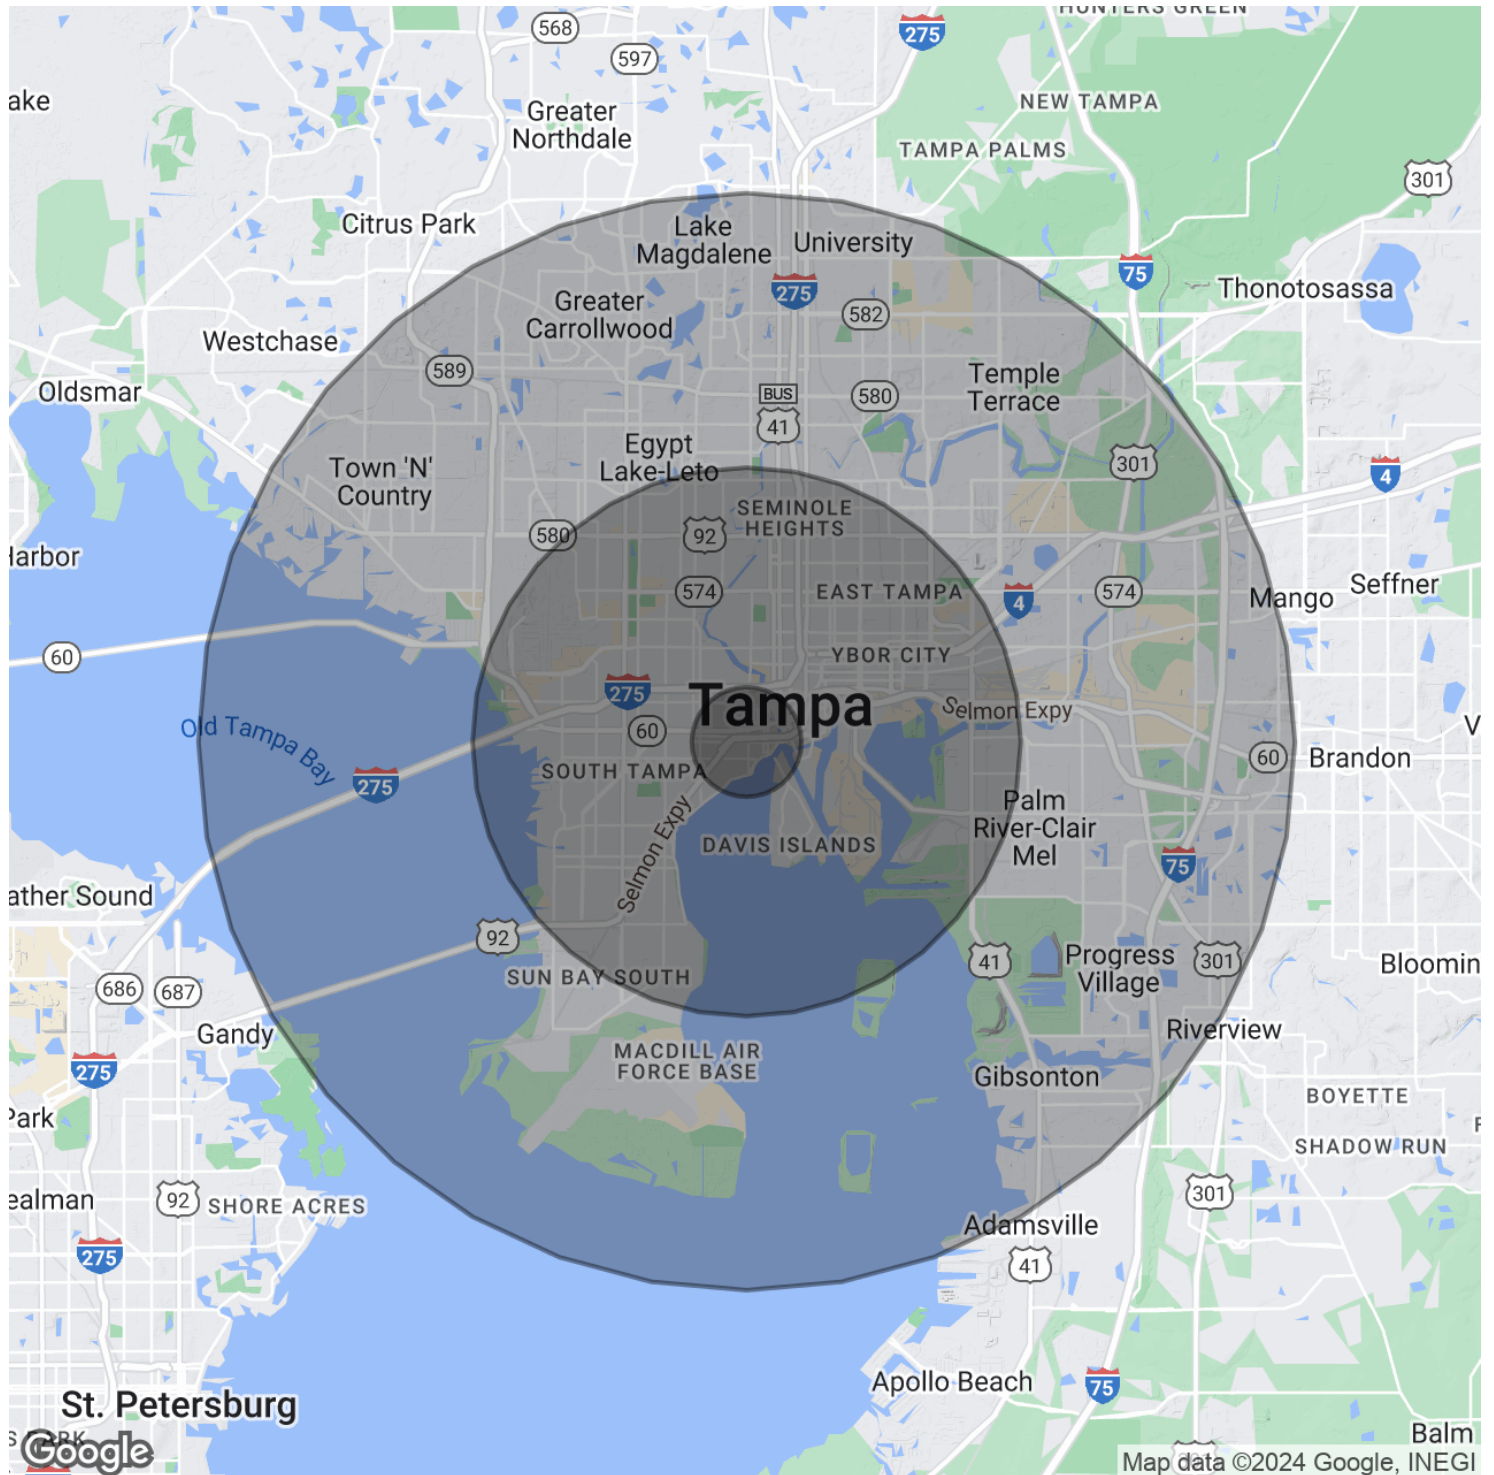 HUNTERS GREEN
568
275
597
ake
NEW TAMPA
Greater
Northdale
TAMPA PALMS
301
Citrus Park
Lake
Magdalene
University
75
275
Thonotosassa
Greater
Carrollwood
582
Westchase
589
Temple
Terrace
Oldsmar
BUS
41
580
Egypt
Lake-Leto
301
4
Town 'N'
Country
SEMINOLE
HEIGHTS
580
92
Harbor
574
EAST TAMPA
4
574
Mango
Seffner
60
YBOR CITY
275
Tampa
Selmon Expy
Old Tampa Bay
60
V
60
Brandon
275
SOUTH TAMPA
Palm
River-Clair
Mel
Selmon Expy
DAVIS ISLANDS
75
ather Sound
92
41
Progress
Village
301
Bloomin
686
687
SUN BAY SOUTH
Gandy
Riverview
275
MACDILL AIR
FORCE BASE
Gibsonton
BOYETTE
Park
SHADOW RUN
ealman
92
SHORE ACRES
301
Adamsville
275
41
Apollo Beach
75
St. Petersburg
Balm
S PARK
Google
Map data ©2024 Google, INEGI